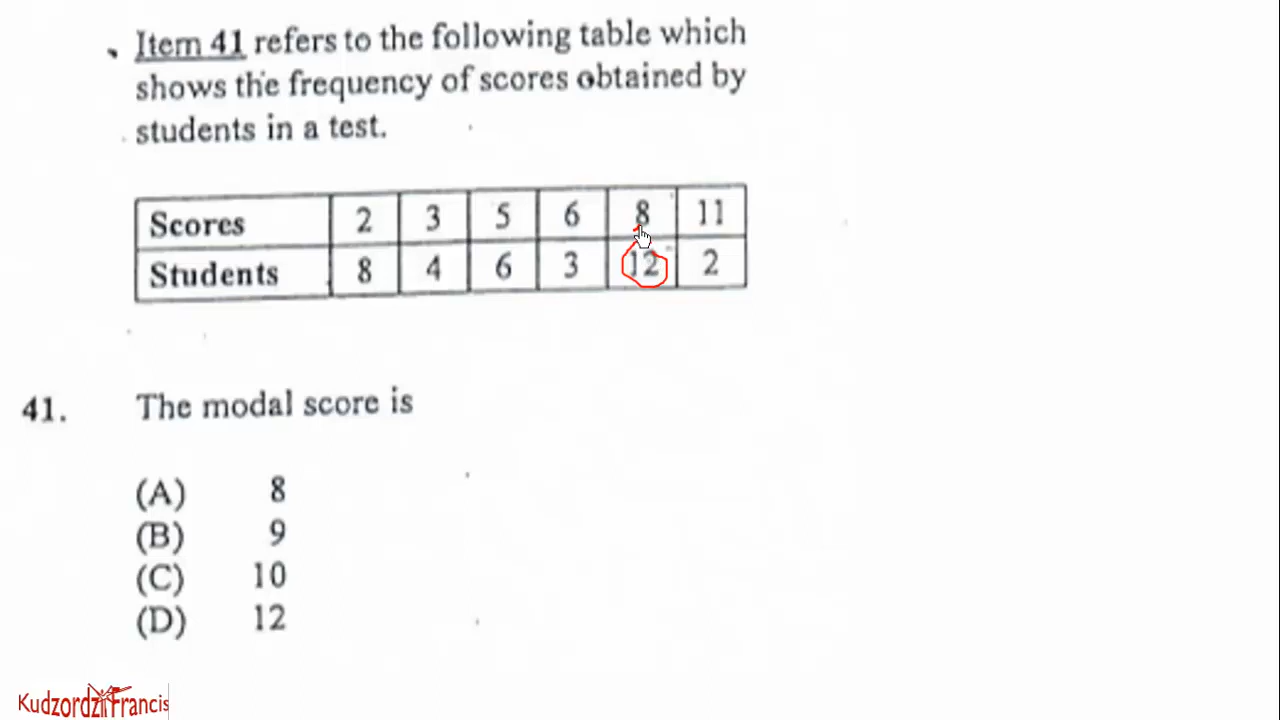 Item 41 refers to the following table which
shows the frequency of scores obtained by
students in a test.
Scores 2 3 5 6 8 11
Students 8 4 6 3 12 2
41. The modal score is
(A) 8
(B) 9
(C) 10
(D) 12
Kudzordzi Francis